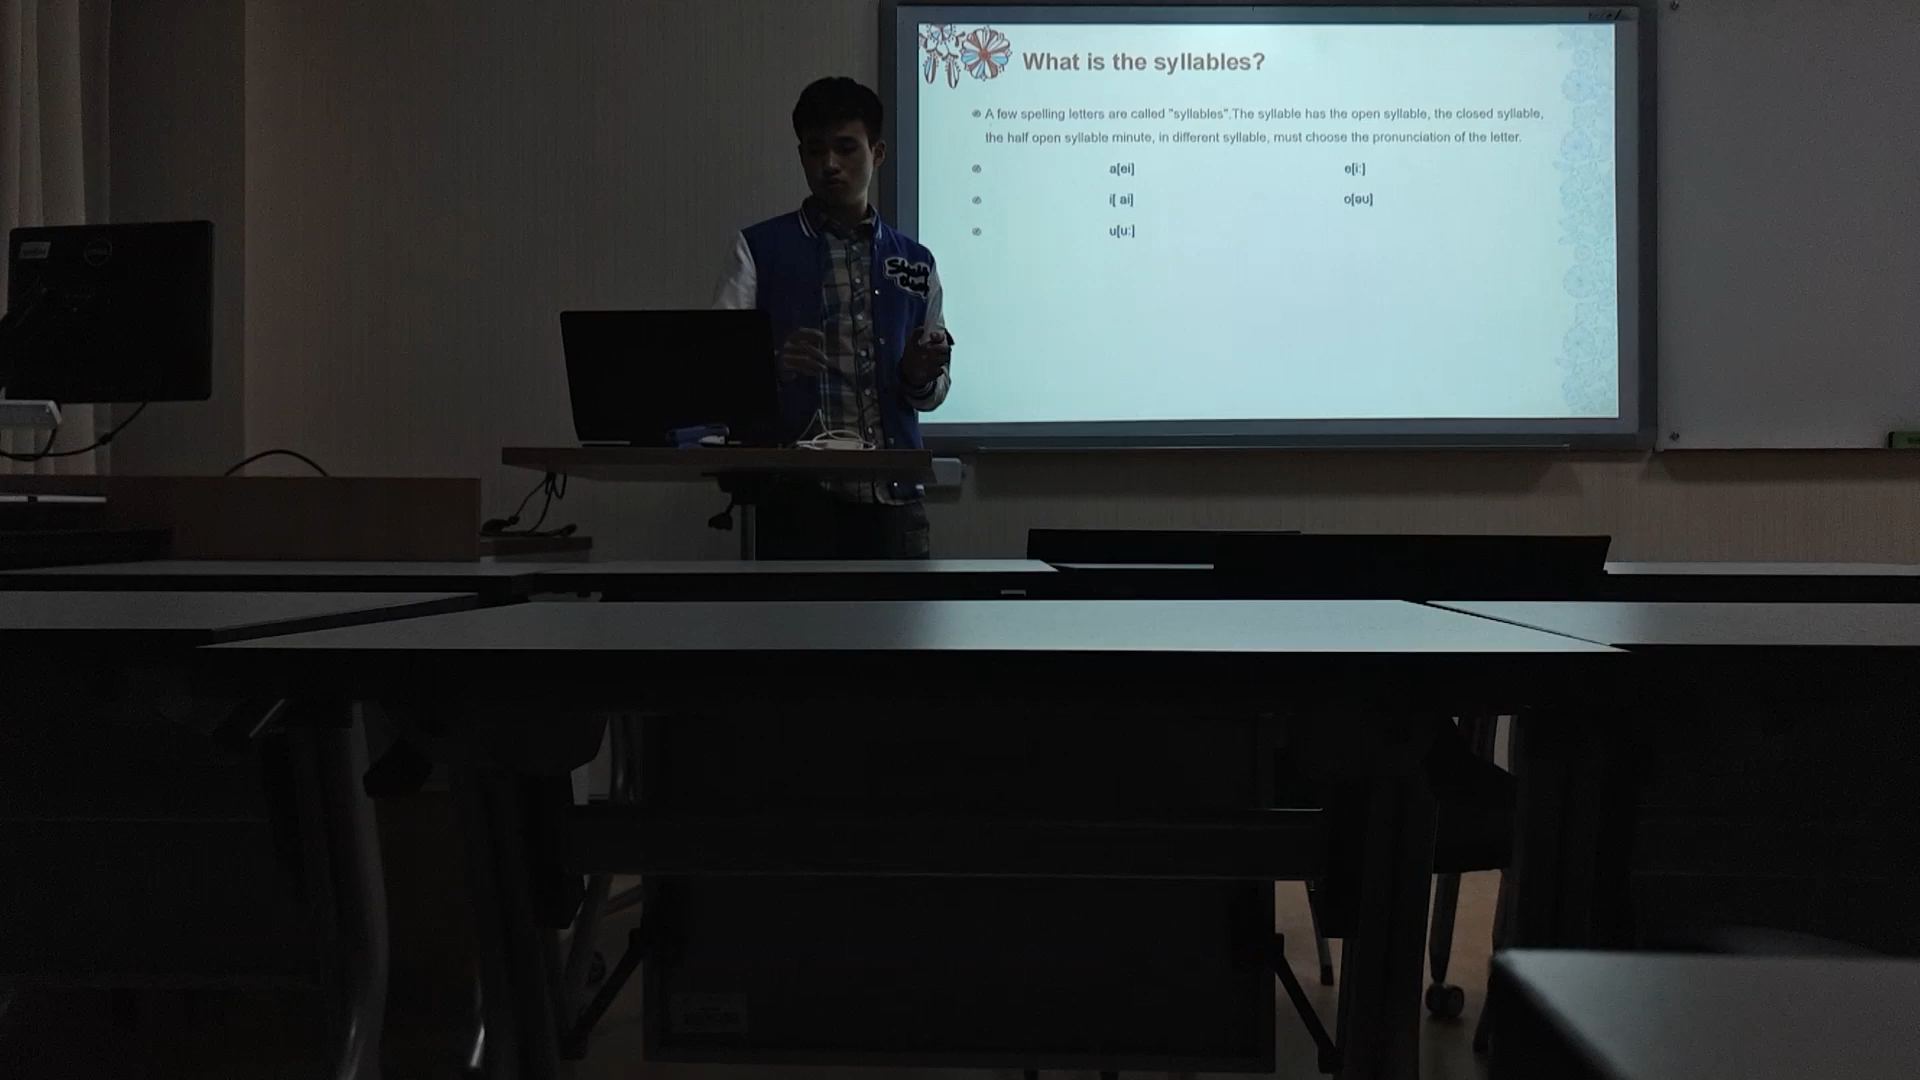 What is the syllables?
A few spelling letters are called "syllables".The syllable has the open syllable, the closed syllable,
the half open syllable minute, in different syllable, must choose the pronunciation of the letter.
a[ei] e[i:]
i[ ai] o[əu]
u[u:]
DELL